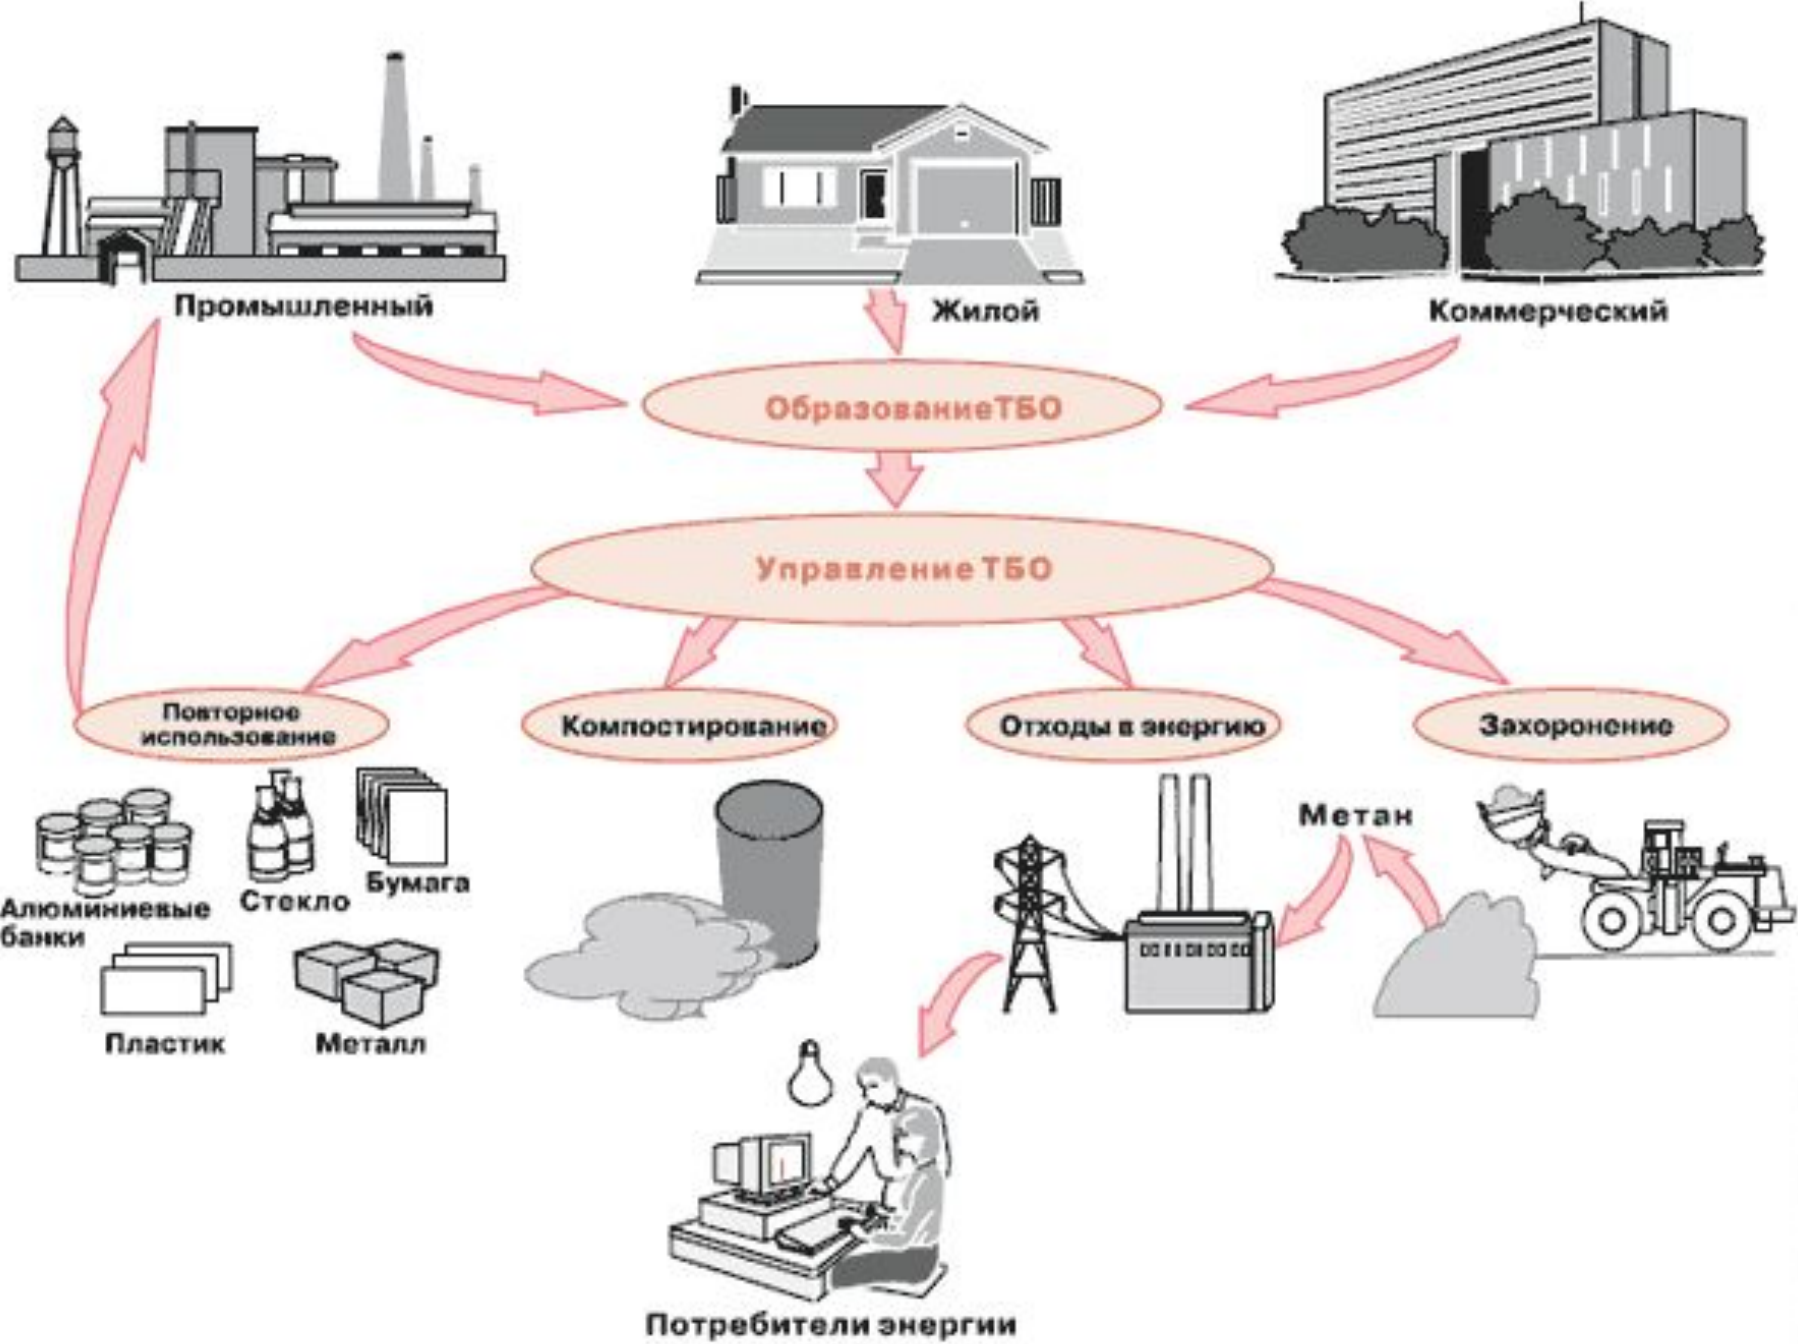 Промышленный
Жилой
Коммерческий
ОбразованиеТБО
Управление ТБО
Повторное
использование
Компостирование
Отходы в энергию
Захоронение
Метан
Алюминиевые
банки
Стекло
Бумага
Пластик
Металл
Потребители энергии